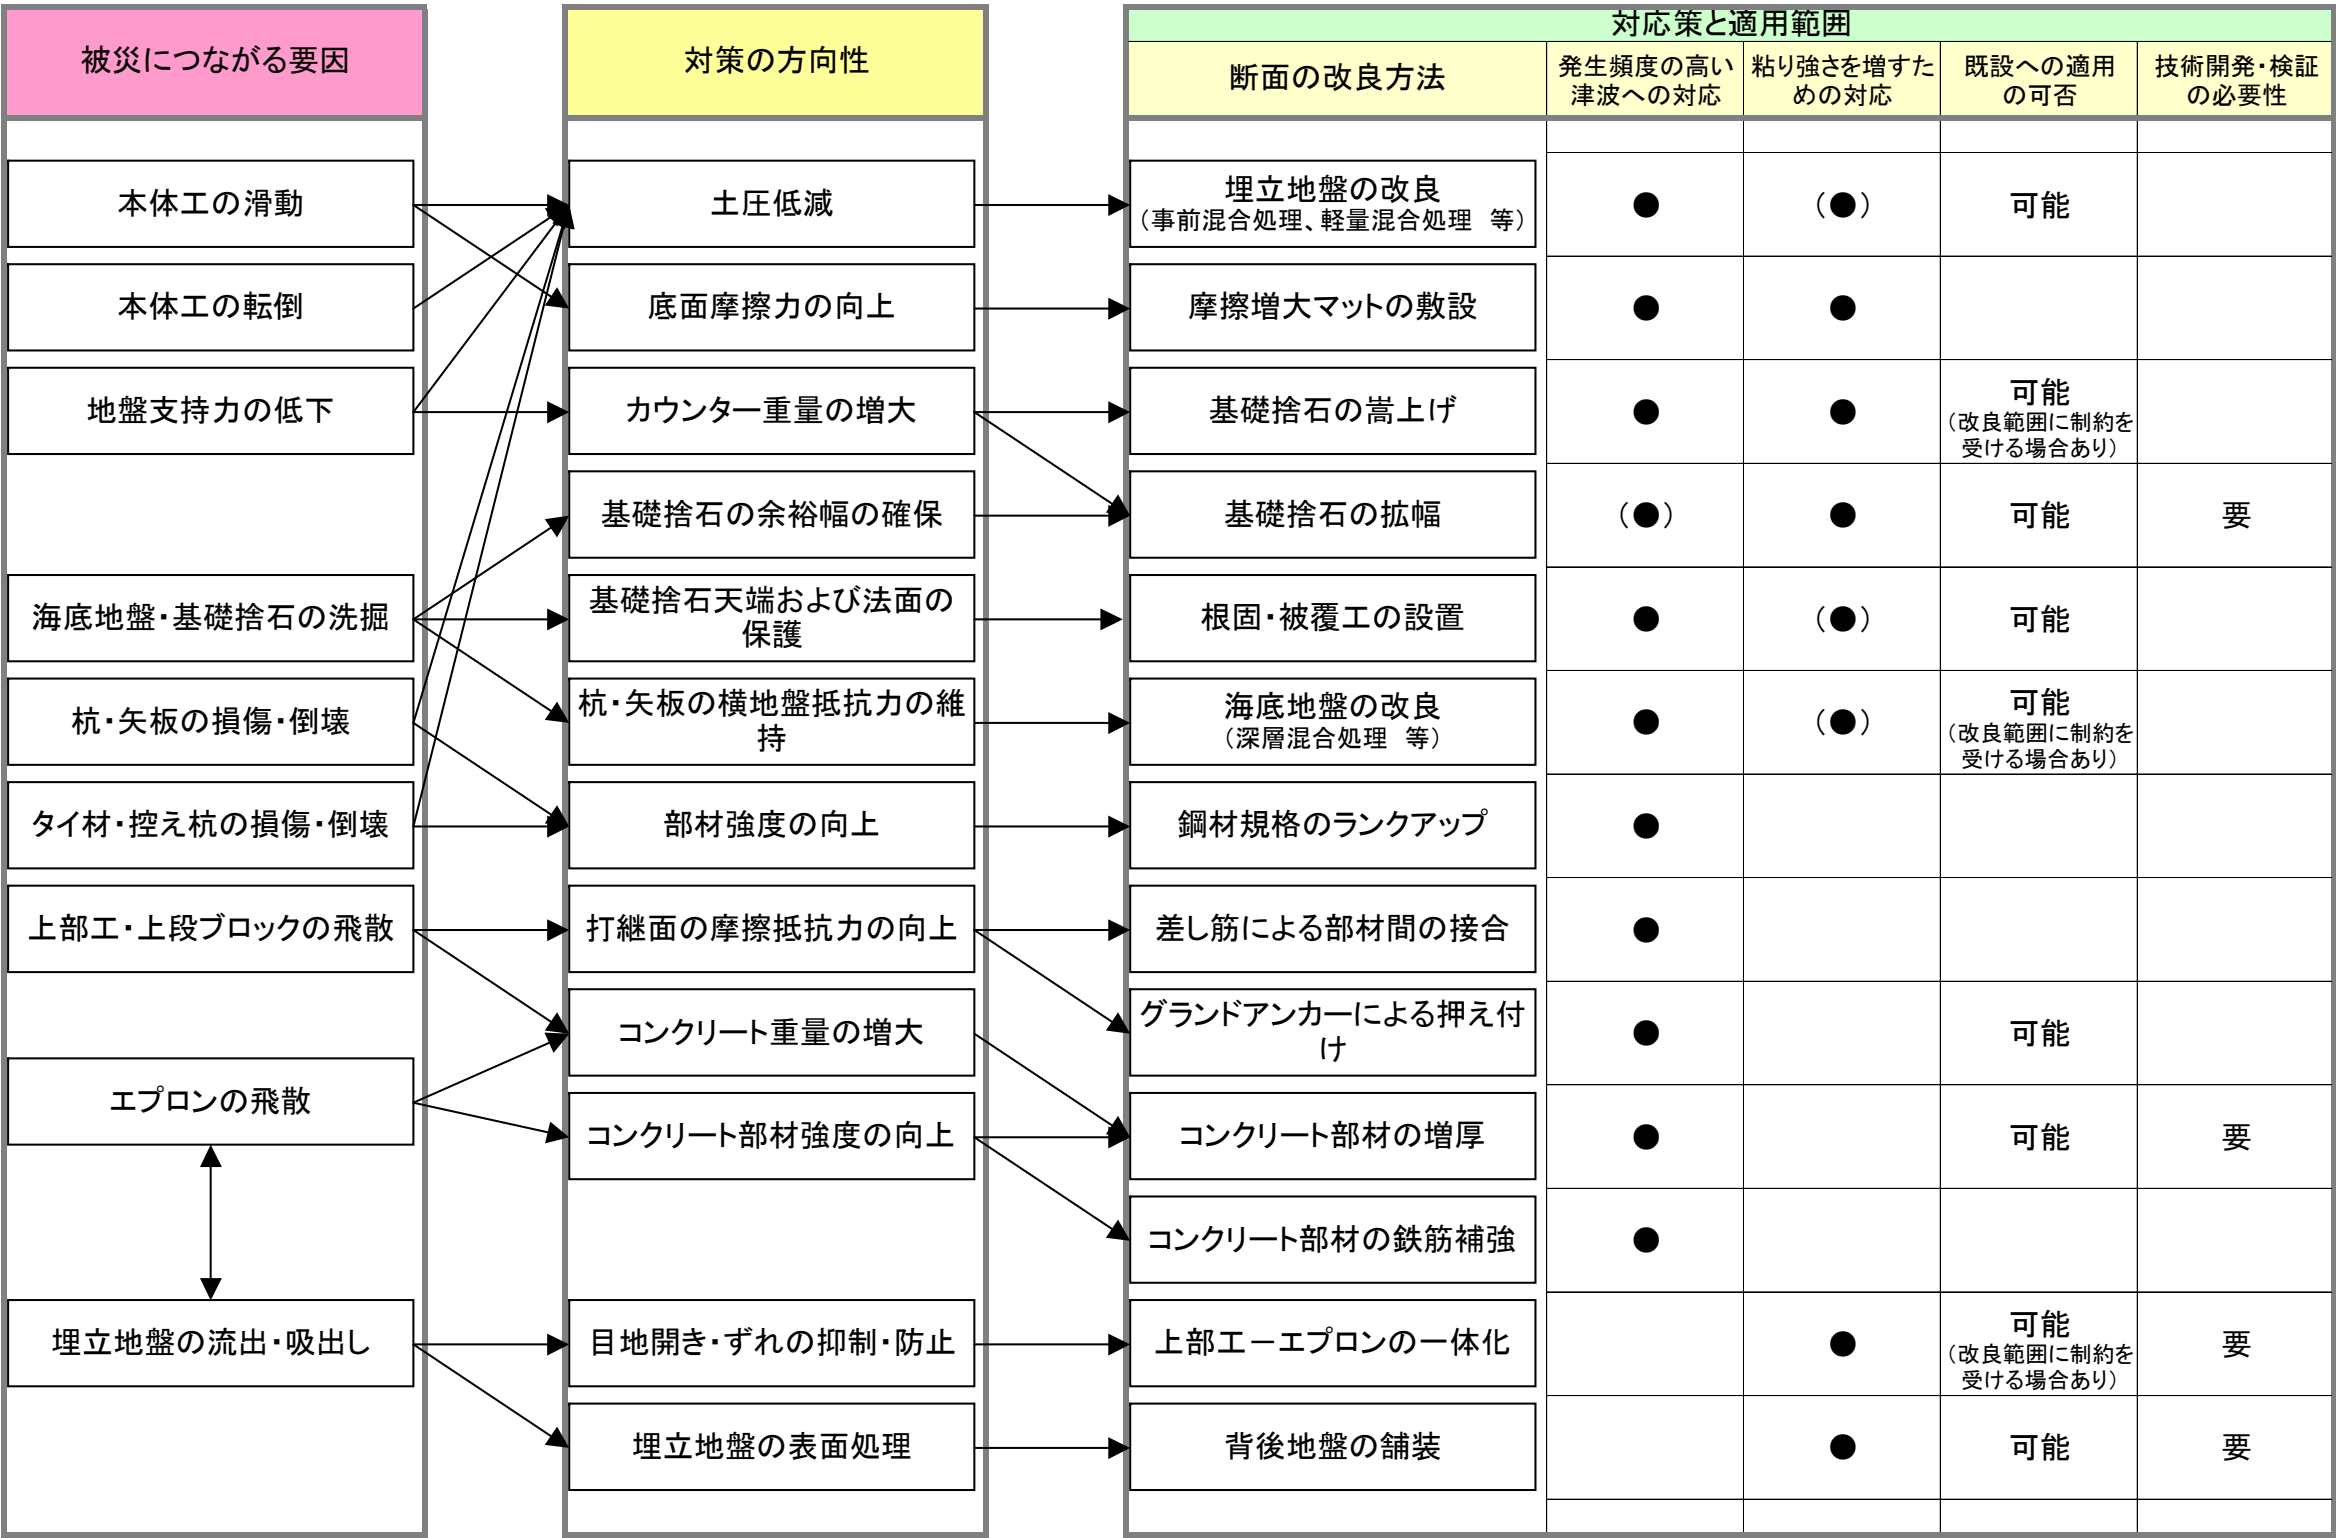 被災につながる要因
対策の方向性
対応策と適用範囲
断面の改良方法
発生頻度の高い
津波への対応
粘り強さを増すた
めの対応
既設への適用
の可否
技術開発・検証
の必要性
本体工の滑動
土圧低減
埋立地盤の改良
（事前混合処理、軽量混合処理　等）
●
（●）
可能
本体工の転倒
底面摩擦力の向上
摩擦増大マットの敷設
●
●
地盤支持力の低下
カウンター重量の増大
基礎捨石の嵩上げ
●
●
可能
（改良範囲に制約を
受ける場合あり）
基礎捨石の余裕幅の確保
基礎捨石の拡幅
（●）
●
可能
要
海底地盤・基礎捨石の洗掘
基礎捨石天端および法面の
保護
根固・被覆工の設置
●
（●）
可能
杭・矢板の損傷・倒壊
杭・矢板の横地盤抵抗力の維
持
海底地盤の改良
（深層混合処理　等）
●
（●）
可能
（改良範囲に制約を
受ける場合あり）
タイ材・控え杭の損傷・倒壊
部材強度の向上
鋼材規格のランクアップ
●
上部工・上段ブロックの飛散
打継面の摩擦抵抗力の向上
差し筋による部材間の接合
●
コンクリート重量の増大
グランドアンカーによる押え付
け
●
可能
エプロンの飛散
コンクリート部材強度の向上
コンクリート部材の増厚
●
可能
要
コンクリート部材の鉄筋補強
●
埋立地盤の流出・吸出し
目地開き・ずれの抑制・防止
上部工－エプロンの一体化
●
可能
（改良範囲に制約を
受ける場合あり）
要
埋立地盤の表面処理
背後地盤の舗装
●
可能
要